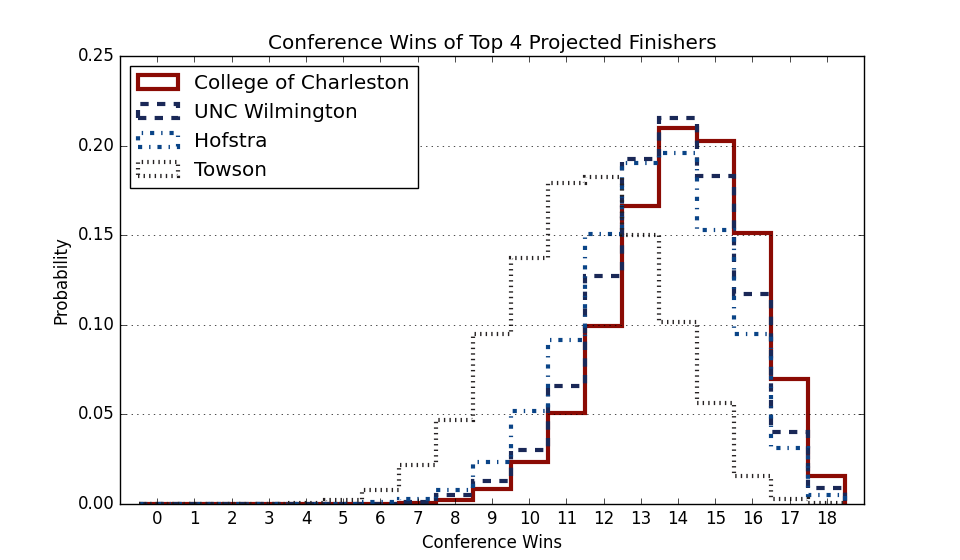 Conference Wins of Top 4 Projected Finishers
0.25
0.20
0.15
0.10
0.05
0.00
Probability
College of Charleston
UNC Wilmington
Hofstra
Towson
0 1 2 3 4 5 6 7 8 9 10 11 12 13 14 15 16 17 18
Conference Wins